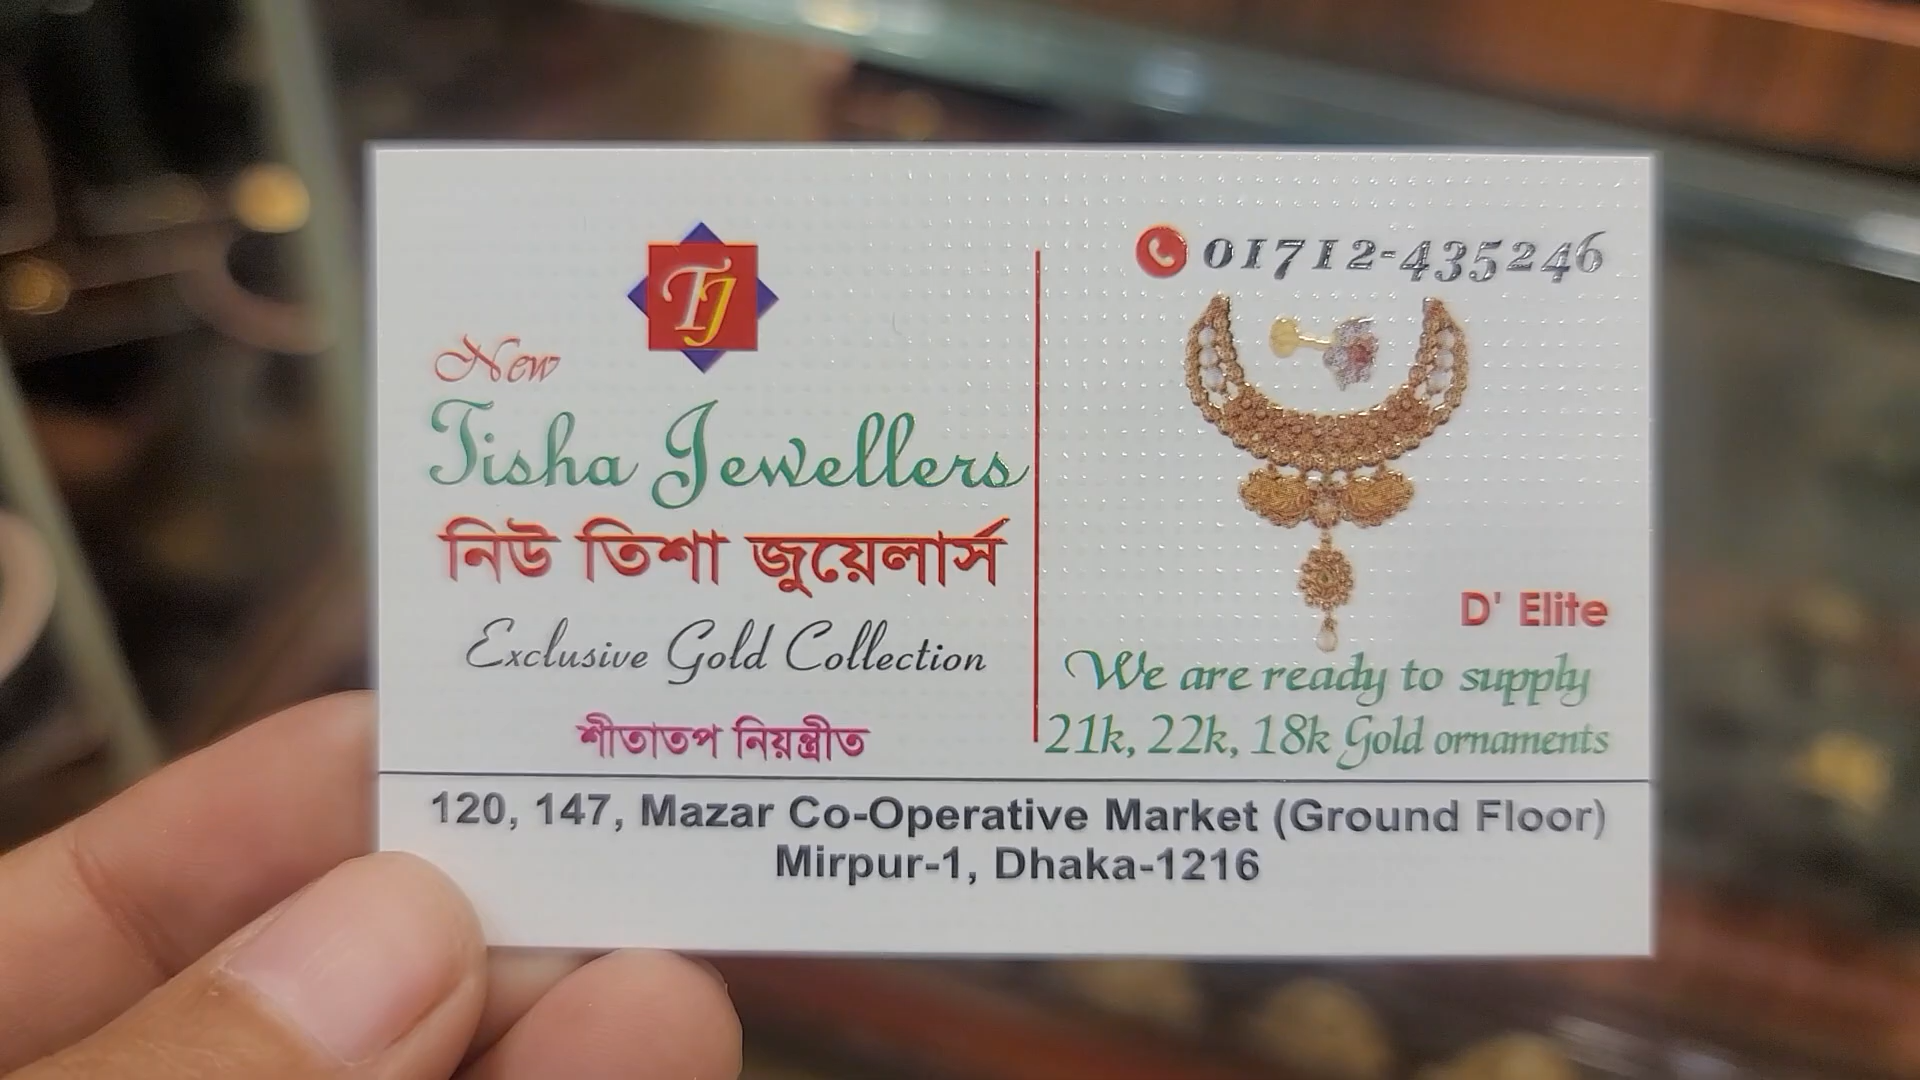 TJ
New
Tisha Jewellers
নিউ তিশা জুয়েলার্স
Exclusive Gold Collection
শীতাতপ নিয়ন্ত্রীত
01712-435246
D' Elite
We are ready to supply
21k, 22k, 18k Gold ornaments
120, 147, Mazar Co-Operative Market (Ground Floor)
Mirpur-1, Dhaka-1216